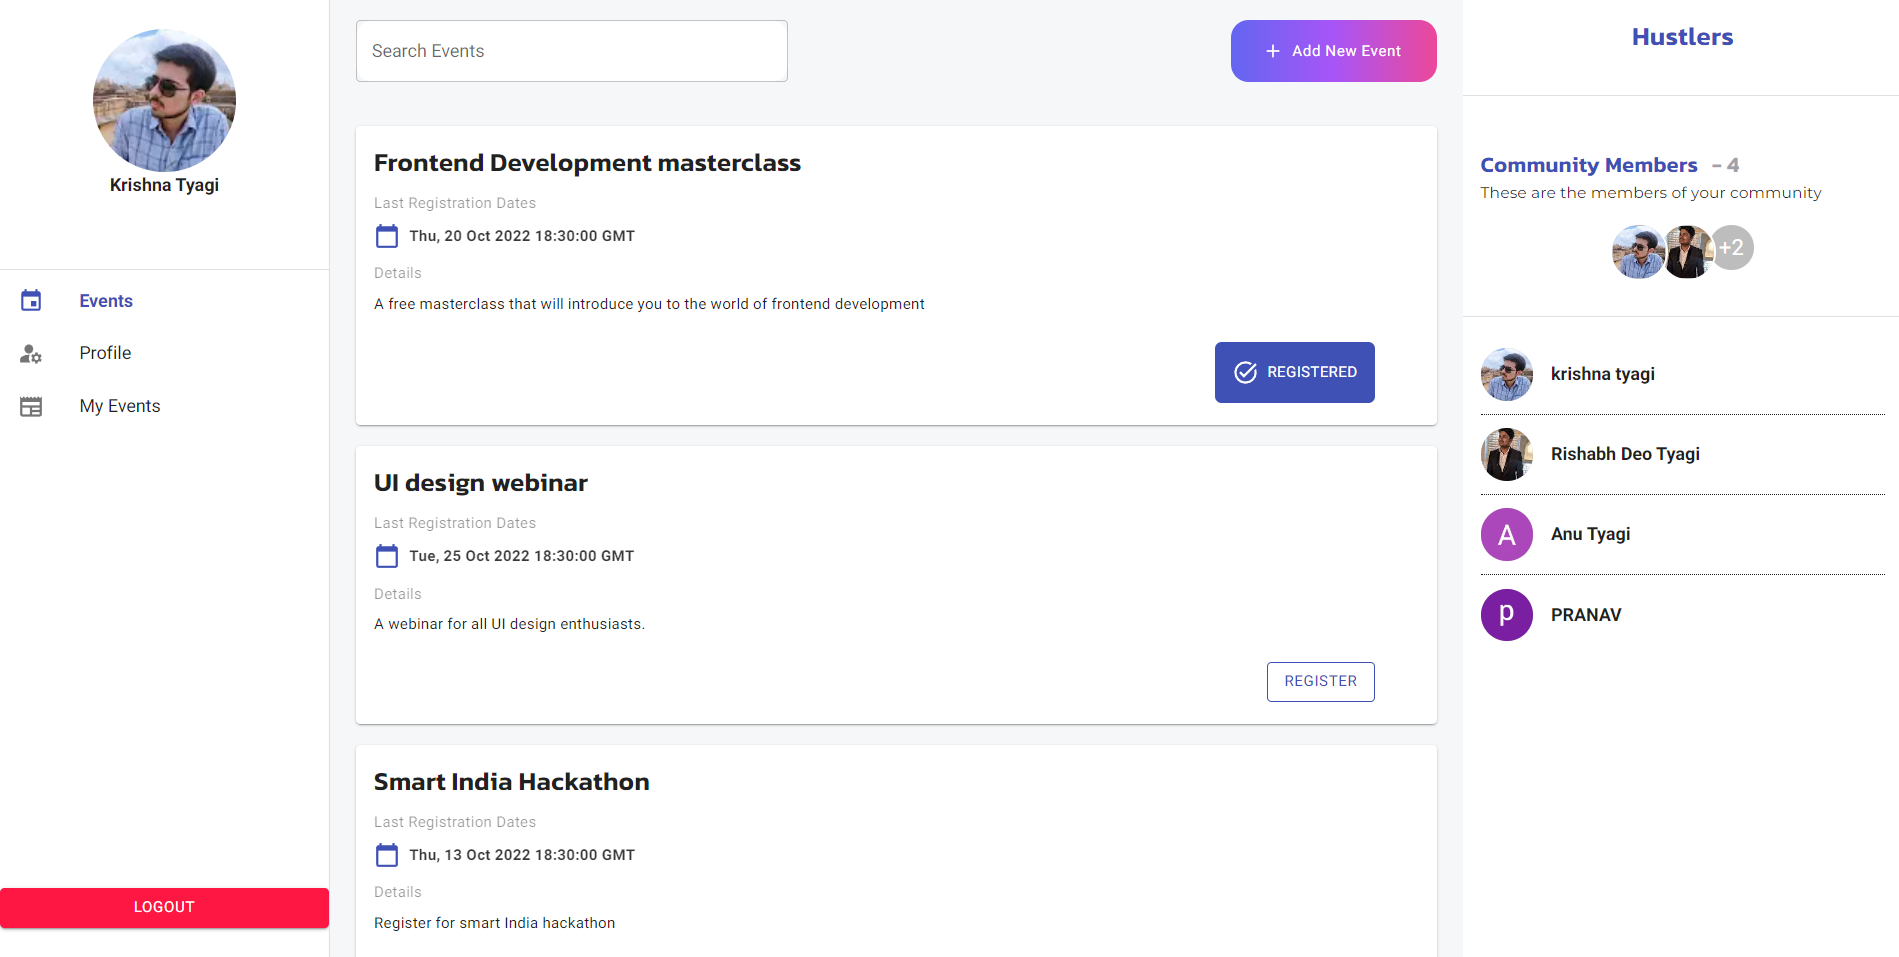 Krishna Tyagi
Events
Profile
My Events
LOGOUT
Search Events
Add New Event
Frontend Development masterclass
Last Registration Dates
Thu, 20 Oct 2022 18:30:00 GMT
Details
A free masterclass that will introduce you to the world of frontend development
REGISTERED
UI design webinar
Last Registration Dates
Tue, 25 Oct 2022 18:30:00 GMT
Details
A webinar for all UI design enthusiasts.
REGISTER
Smart India Hackathon
Last Registration Dates
Thu, 13 Oct 2022 18:30:00 GMT
Details
Register for smart India hackathon
Hustlers
Community Members - 4
These are the members of your community
+2
krishna tyagi
Rishabh Deo Tyagi
A Anu Tyagi
p PRANAV